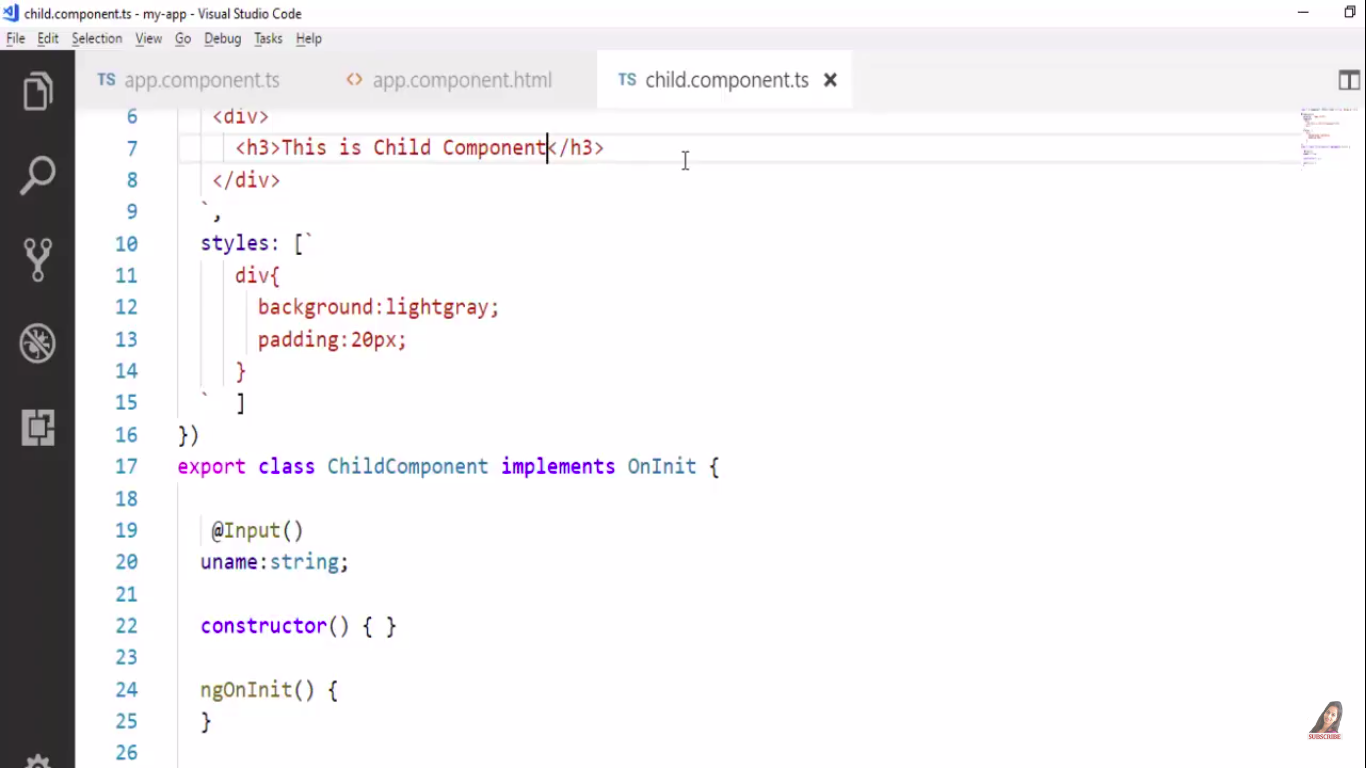 child.component.ts - my-app - Visual Studio Code
File Edit Selection View Go Debug Tasks Help
TS app.component.ts <> app.component.html TS child.component.ts ×
6 <div>
7 <h3>This is Child Component</h3>
8 </div>
9 `,
10 styles: [`
11 div{
12 background:lightgray;
13 padding:20px;
14 }
15 ` ]
16 })
17 export class ChildComponent implements OnInit {
18
19 @Input()
20 uname:string;
21
22 constructor() { }
23
24 ngOnInit() {
25 }
26
SUBSCRIBE